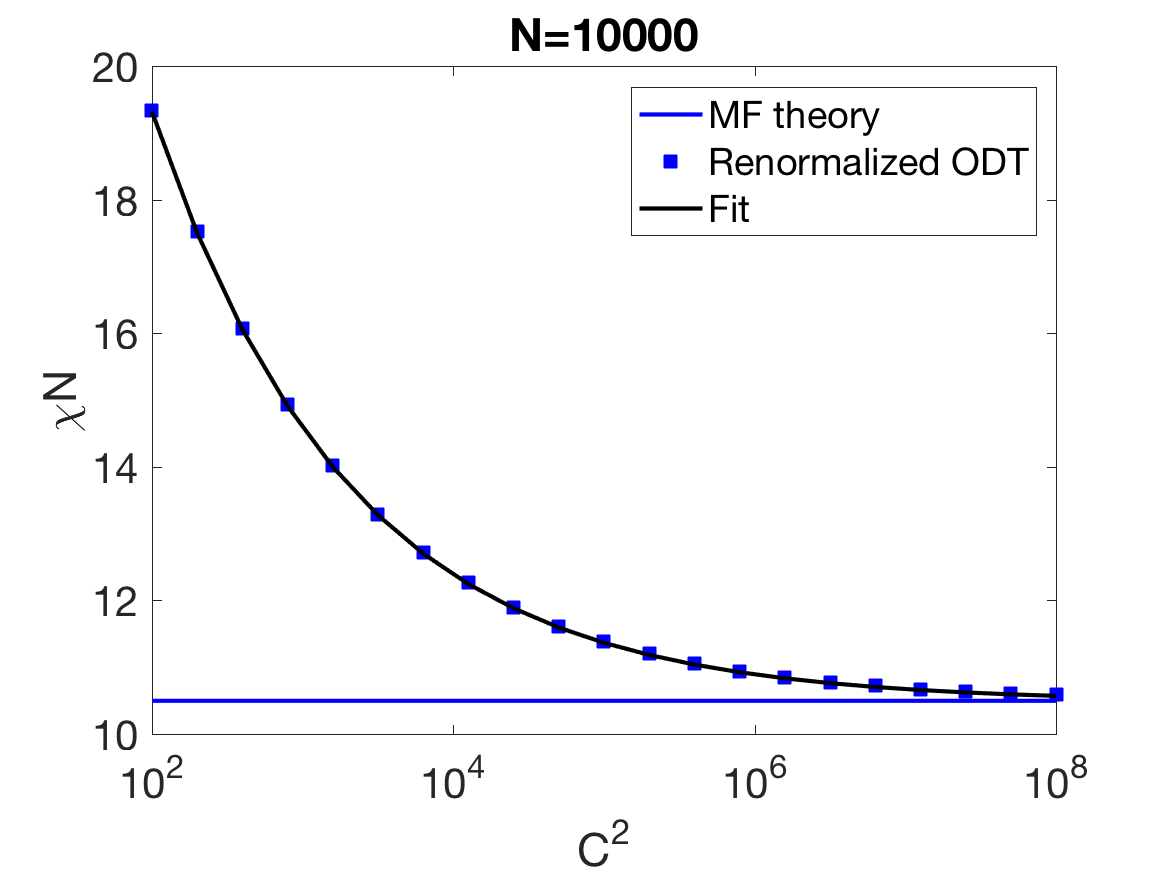 N=10000
MF theory
Renormalized ODT
Fit
20
18
16
14
12
10
χN
10²
10⁴
10⁶
10⁸
C²